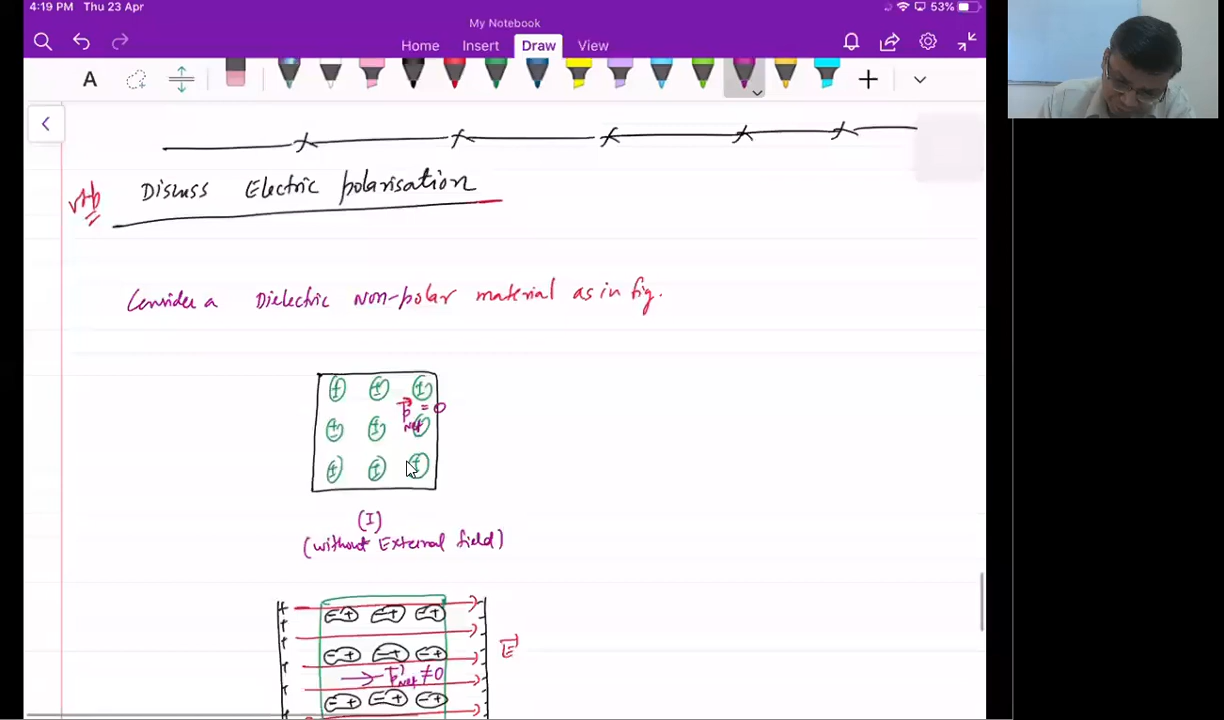 4:19 PM Thu 23 Apr
53%
My Notebook
Home Insert Draw View
A
Discuss Electric polarisation
Consider a Dielectric non-polar material as in fig.
P⃗net = 0
(I)
(without External field)
E⃗
P⃗net ≠0